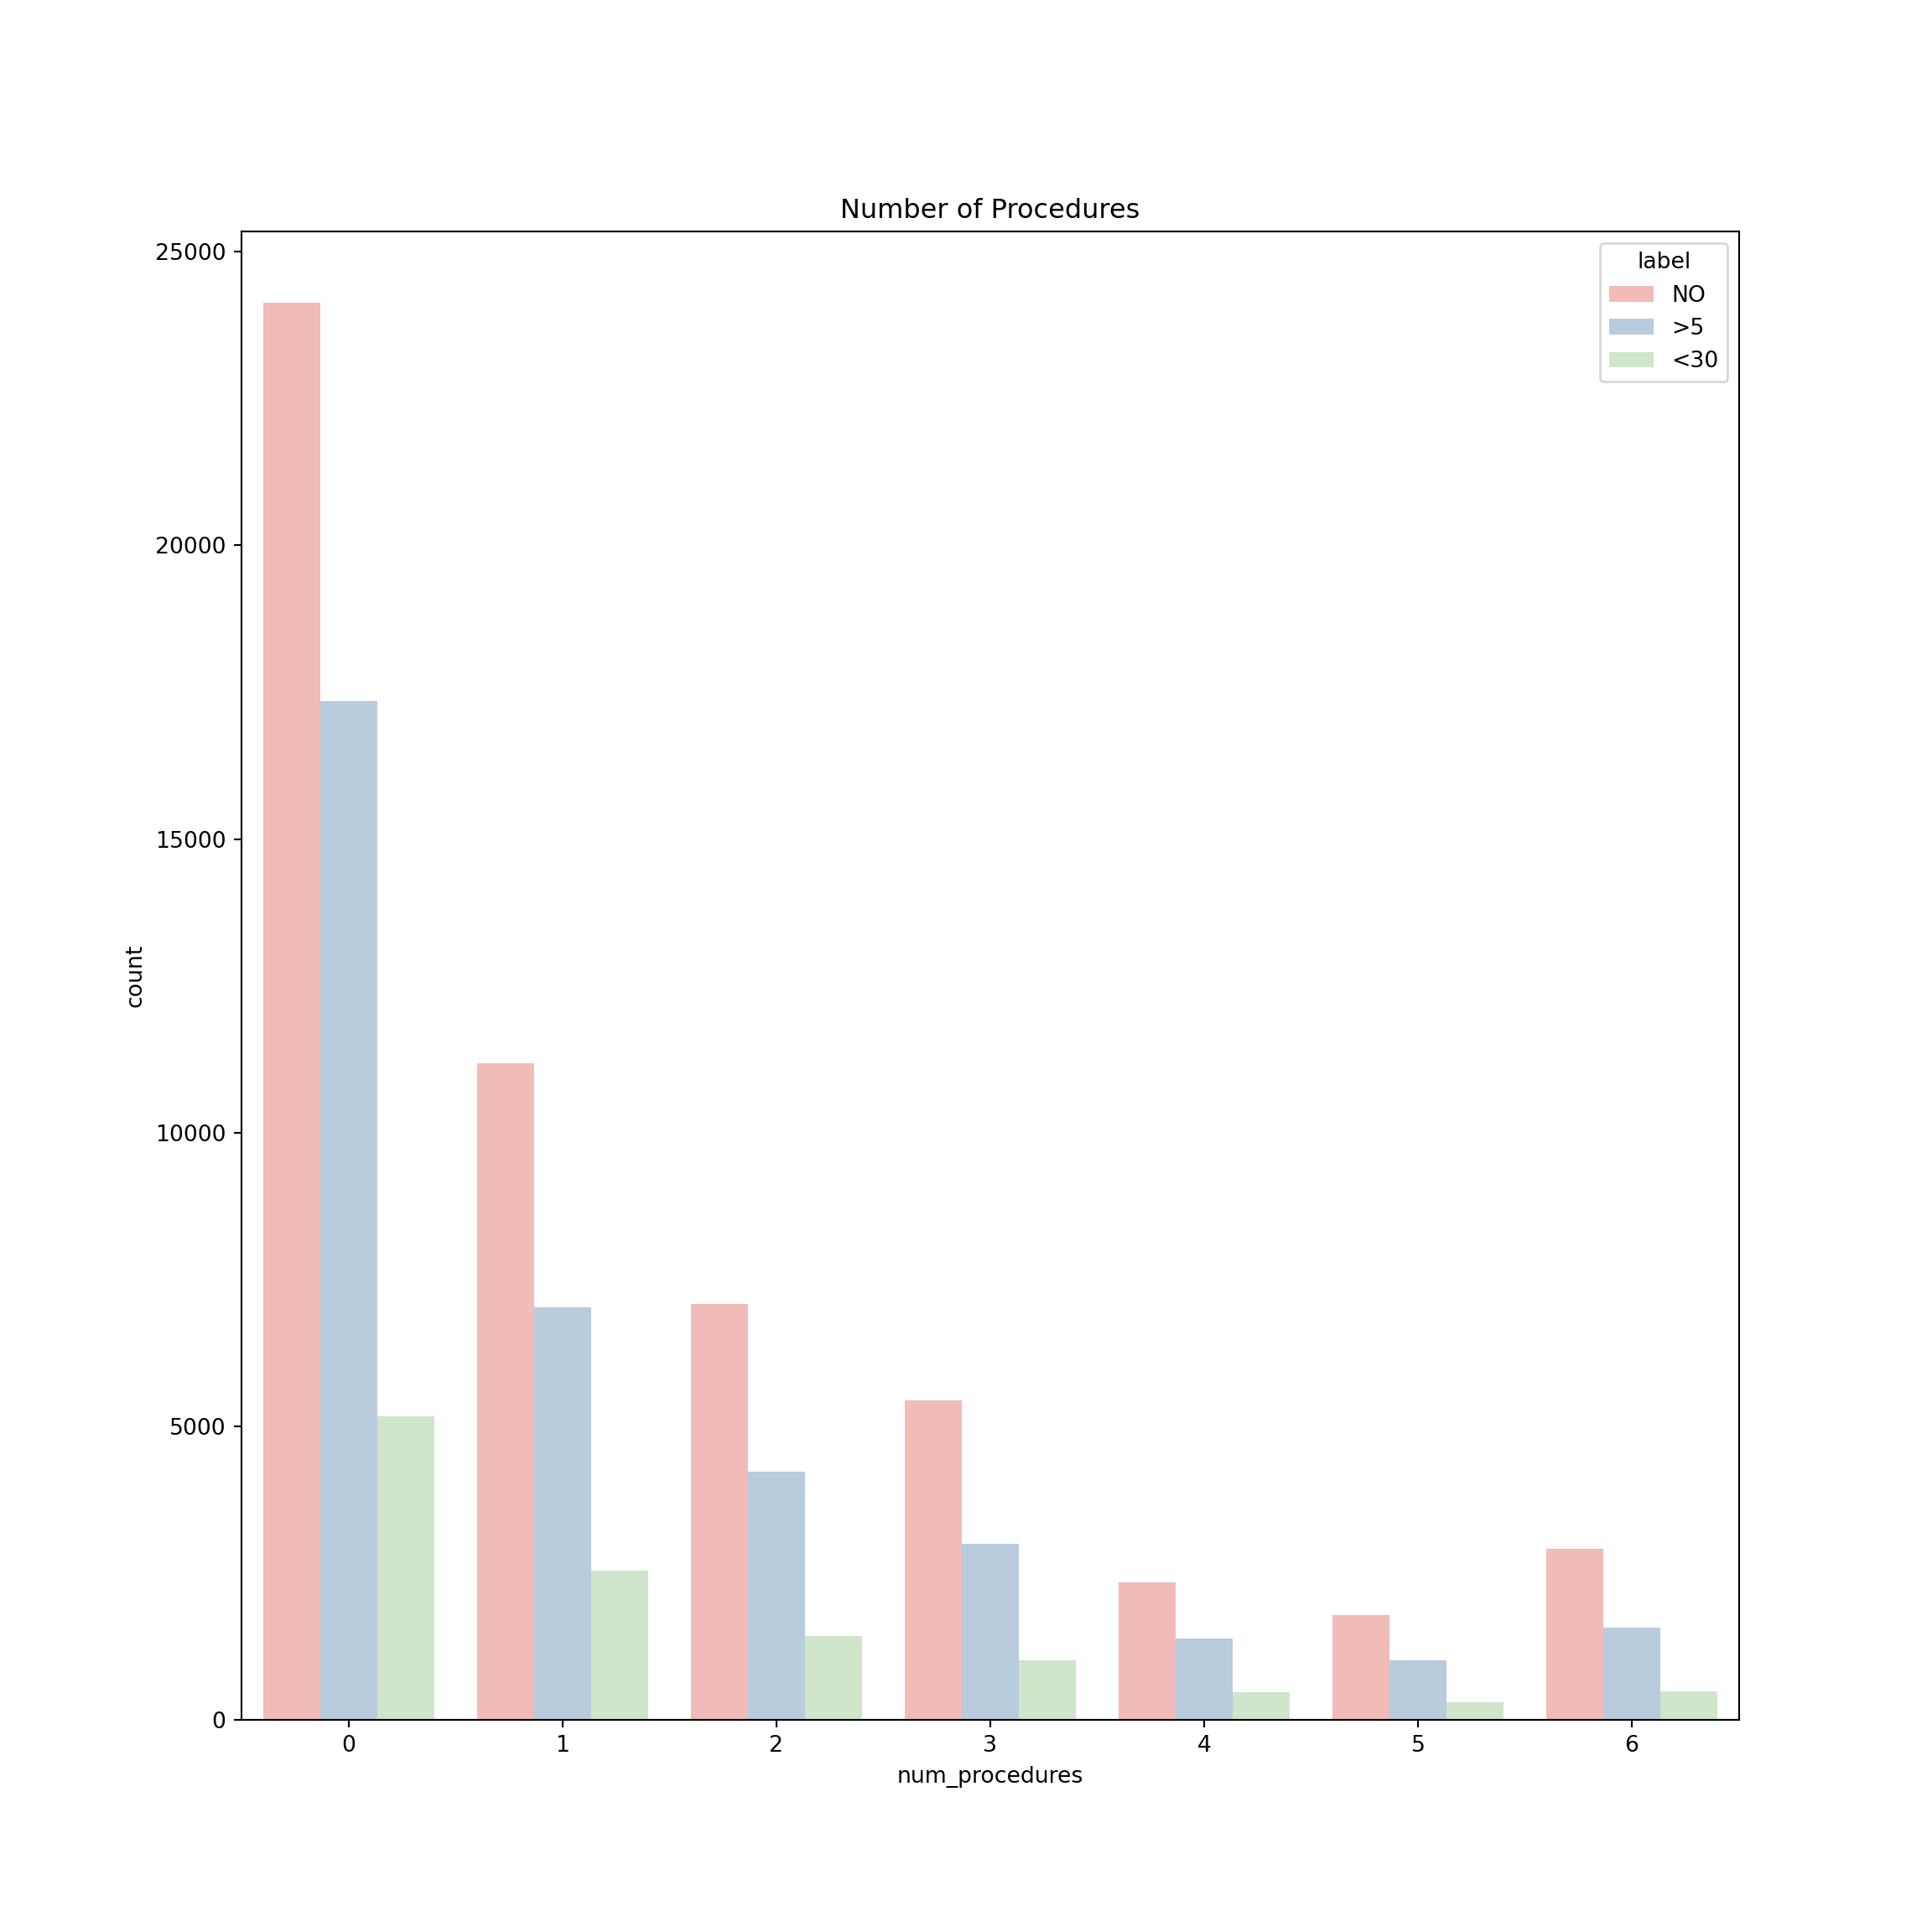 Number of Procedures
label
NO
>5
<30
25000
20000
15000
10000
5000
0
count
0 1 2 3 4 5 6
num_procedures